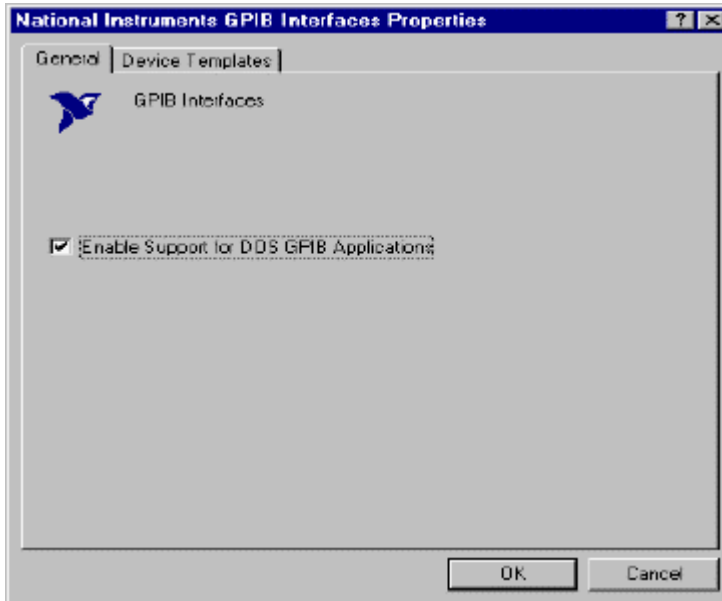 National Instruments GPIB Interfaces Properties
General
Device Templates
GPIB Interfaces
Enable Support for DOS GPIB Applications
OK
Cancel